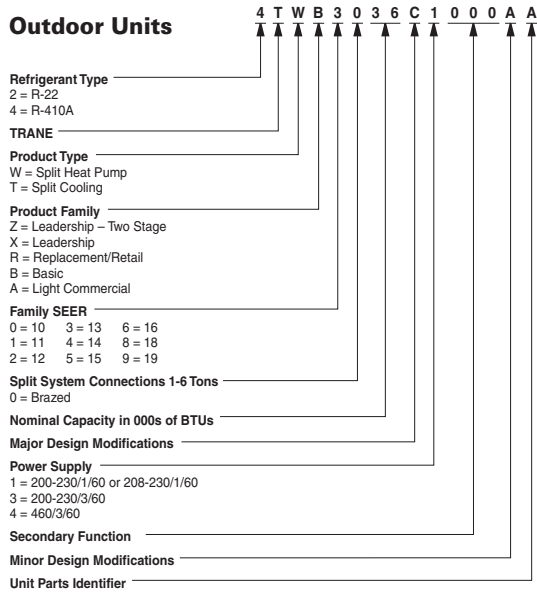 4 T W B 3 0 3 6 C 1 0 0 0 A A
Outdoor Units
Refrigerant Type
2 = R-22
4 = R-410A
TRANE
Product Type
W = Split Heat Pump
T = Split Cooling
Product Family
Z = Leadership – Two Stage
X = Leadership
R = Replacement/Retail
B = Basic
A = Light Commercial
Family SEER
0 = 10 3 = 13 6 = 16
1 = 11 4 = 14 8 = 18
2 = 12 5 = 15 9 = 19
Split System Connections 1-6 Tons
0 = Brazed
Nominal Capacity in 000s of BTUs
Major Design Modifications
Power Supply
1 = 200-230/1/60 or 208-230/1/60
3 = 200-230/3/60
4 = 460/3/60
Secondary Function
Minor Design Modifications
Unit Parts Identifier